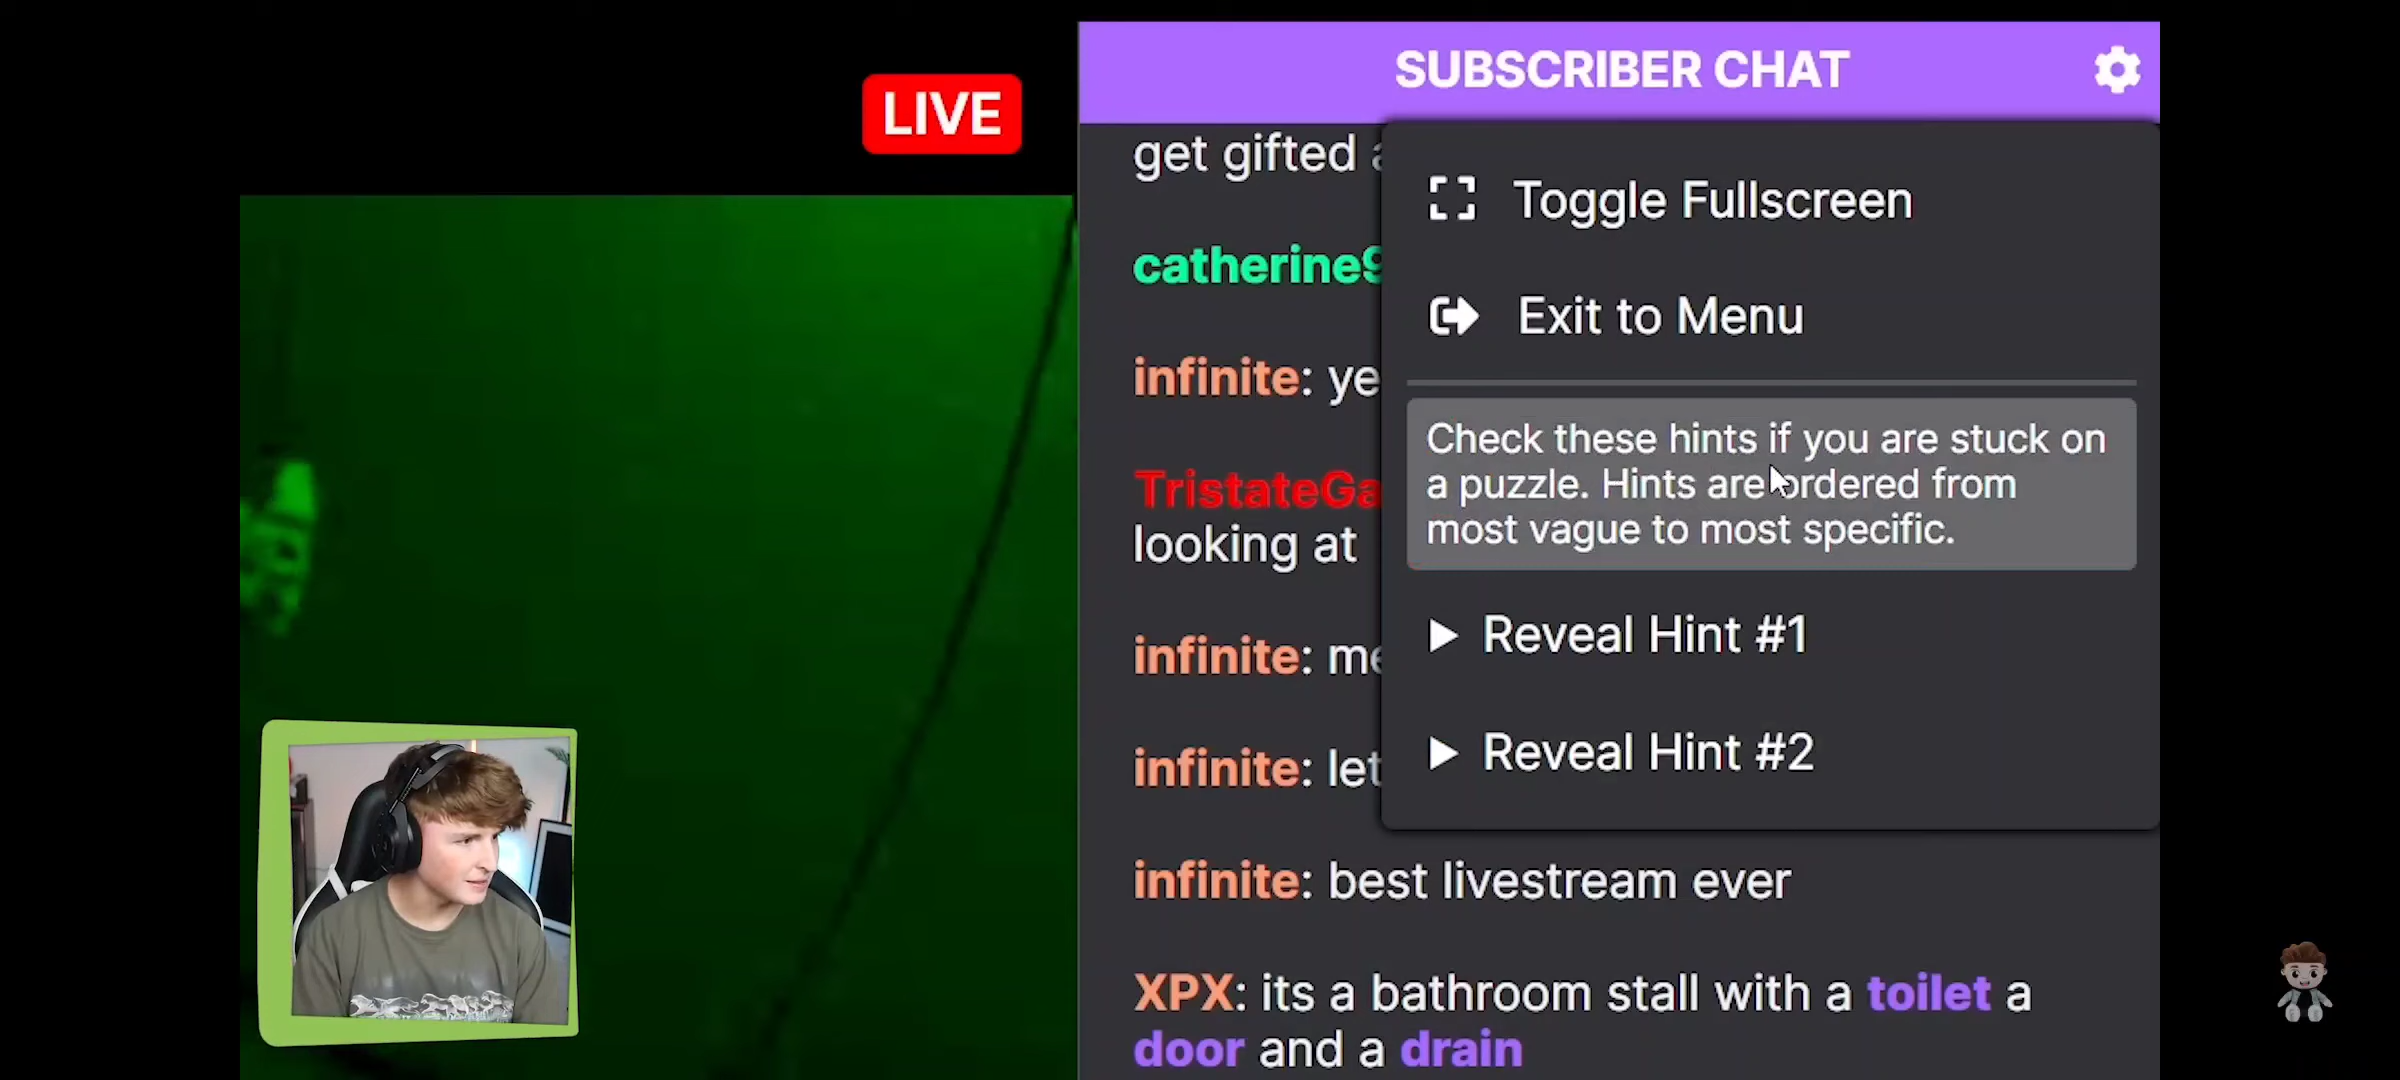 LIVE
SUBSCRIBER CHAT
get gifted
Toggle Fullscreen
catherine9
Exit to Menu
infinite: ye
Check these hints if you are stuck on
a puzzle. Hints are ordered from
most vague to most specific.
TristateGa
looking at
Reveal Hint #1
infinite: me
Reveal Hint #2
infinite: let
infinite: best livestream ever
XPX: its a bathroom stall with a toilet a
door and a drain